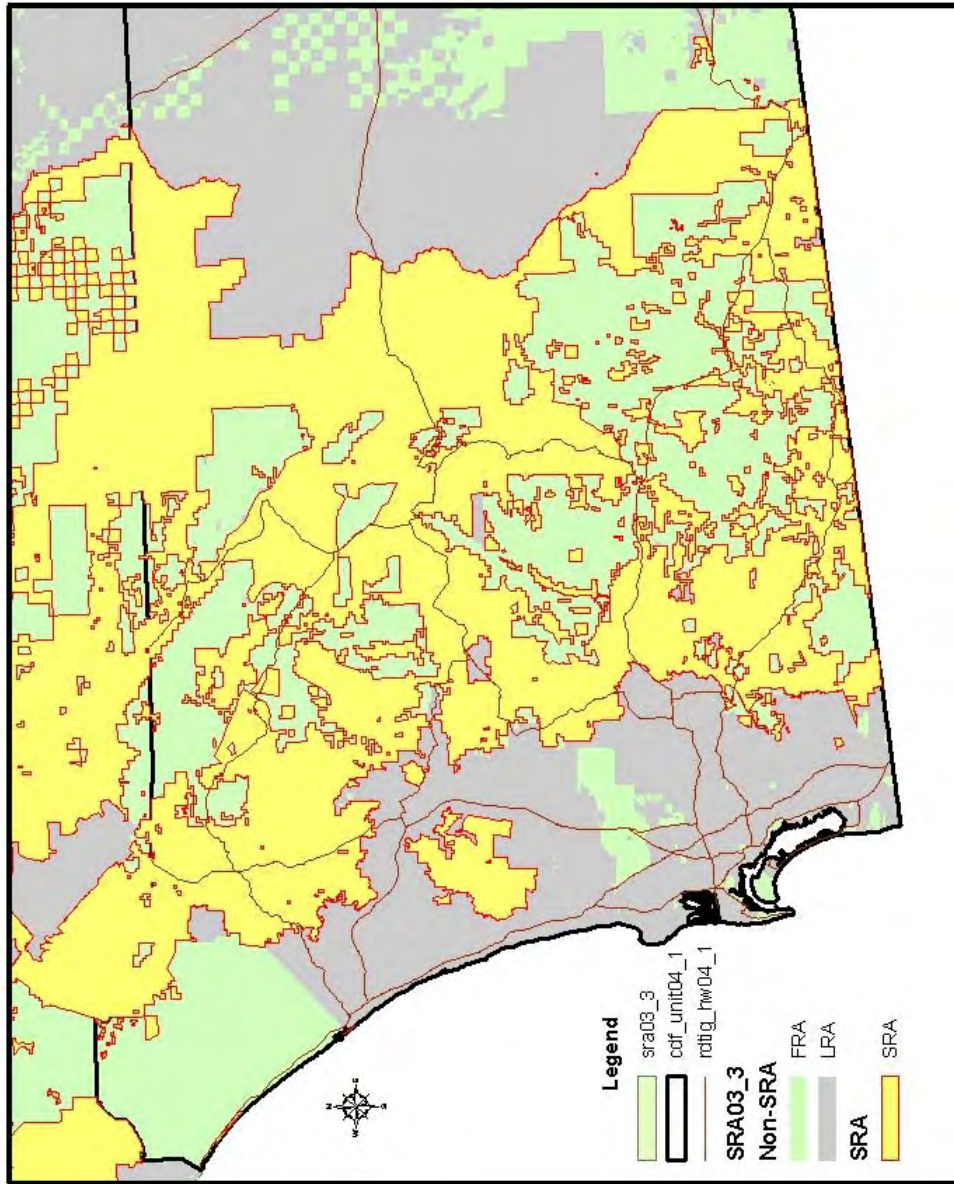 Legend
sra03_3
cdf_unit04_1
rdtig_hw04_1
SRA03_3
Non-SRA
FRA
LRA
SRA
SRA
N
W
E
S